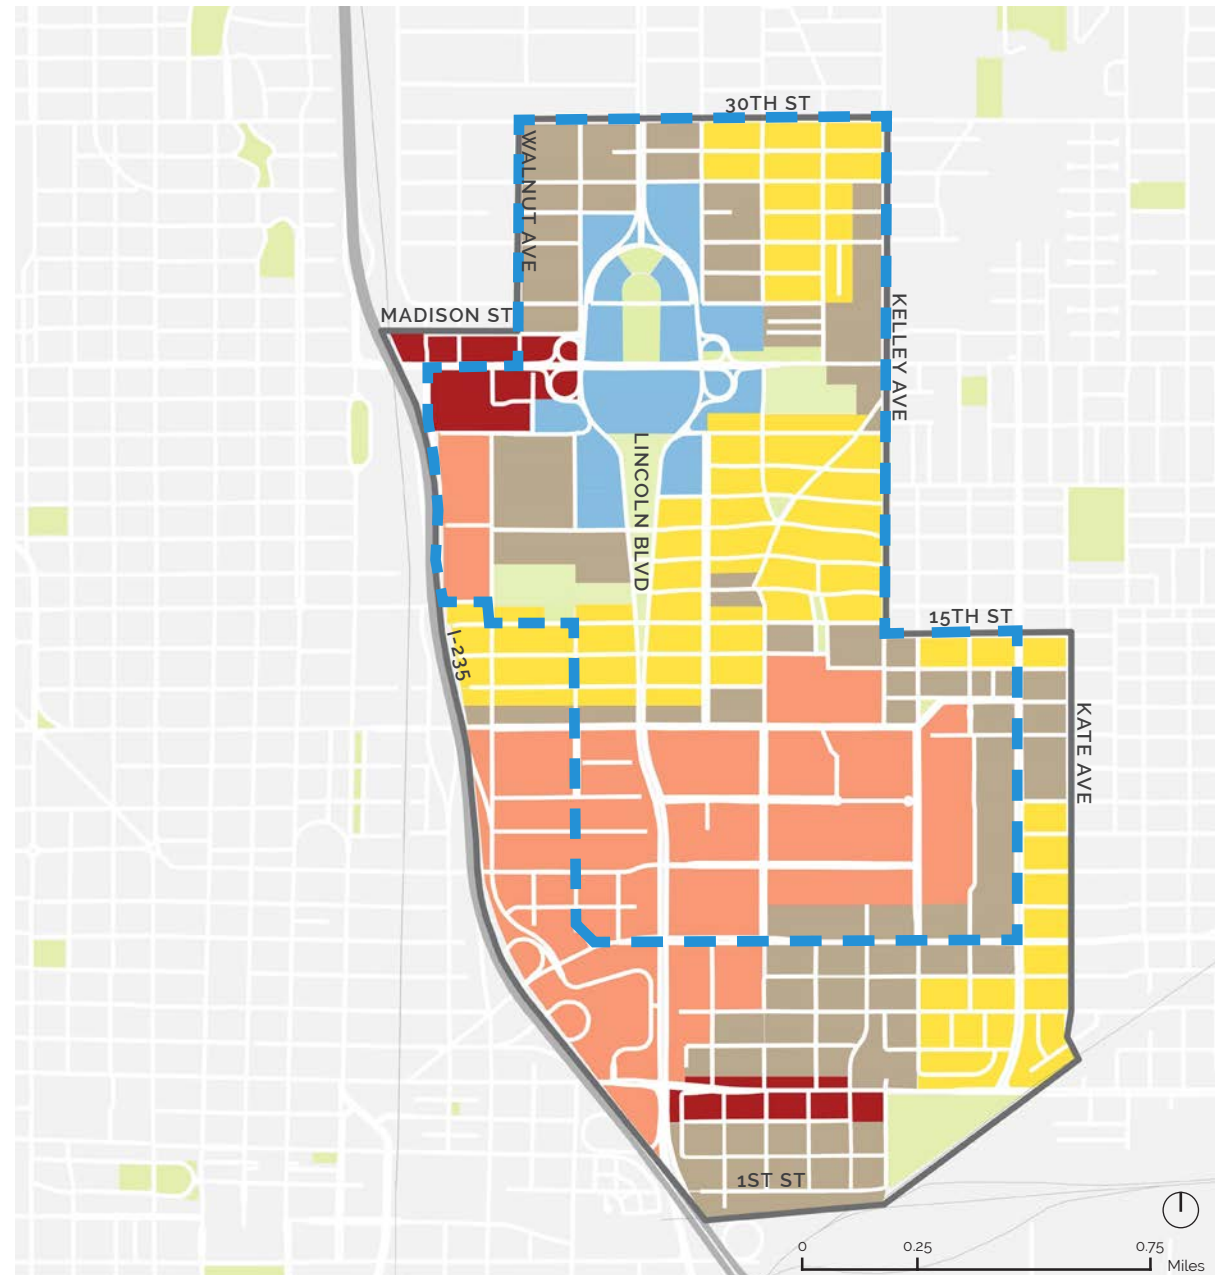 30TH ST
WALNUT AVE
MADISON ST
KELLEY AVE
LINCOLN BLVD
15TH ST
I-235
KATE AVE
1ST ST
0
0.25
0.75
Miles